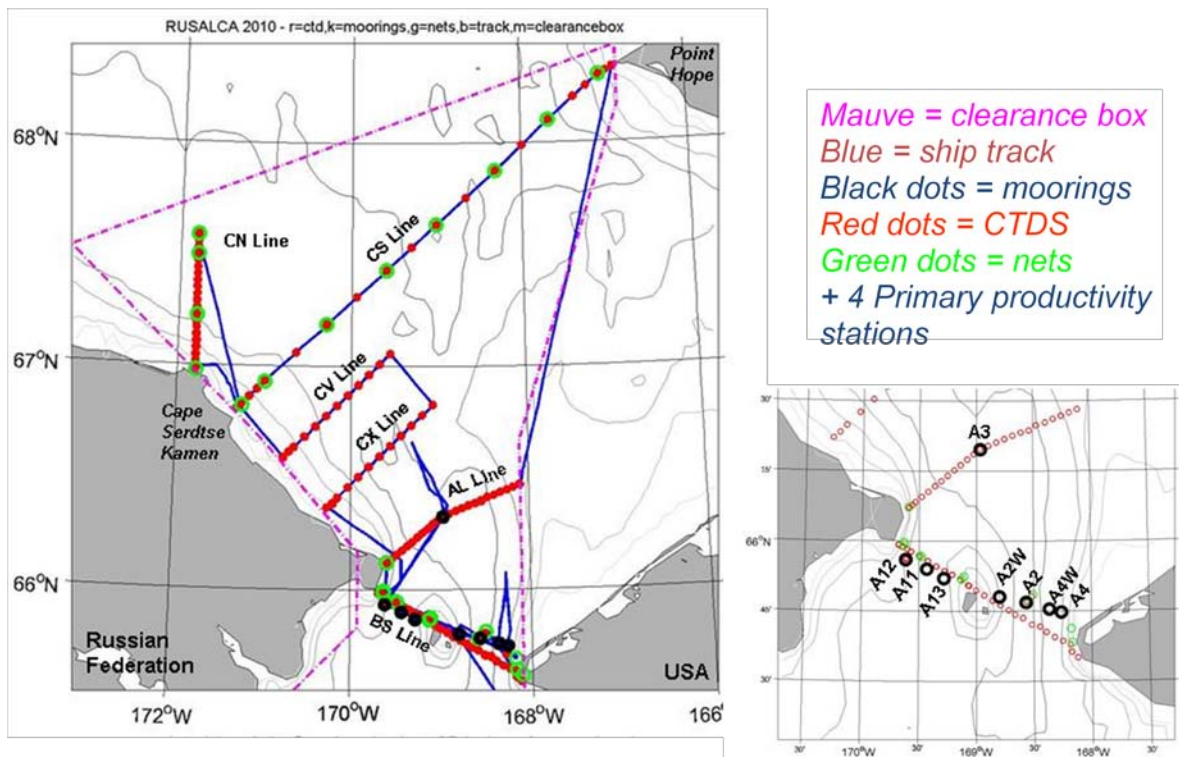 RUSALCA 2010 - r=ctd,k=moorings,g=nets,b=track,m=clearancebox
Point
Hope
68°N
CN Line
CS Line
67°N
CV Line
CX Line
Cape
Serdtse
Kamen
AL Line
66°N
BS Line
Russian
Federation
USA
172°W
170°W
168°W
166°
Mauve = clearance box
Blue = ship track
Black dots = moorings
Red dots = CTDS
Green dots = nets
+ 4 Primary productivity
stations
30'
A3
15'
66°N
A12
A11
A13
A2W
A2
A4W
A4
45'
30'
30'
170°W
30'
169°W
30'
168°W
30'